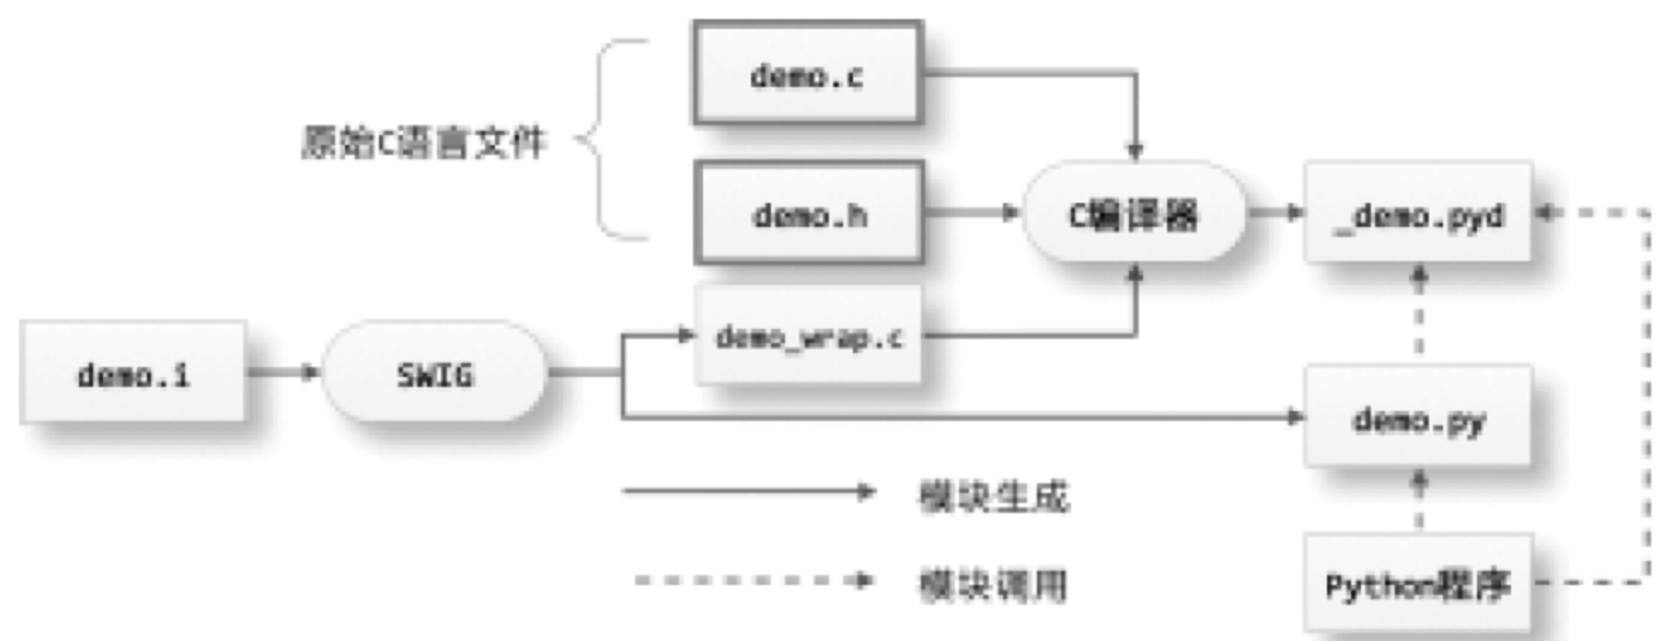 demo.c
原始C语言文件
demo.h
C编译器
_demo.pyd
demo_wrap.c
demo.i
SWIG
demo.py
模块生成
模块调用
Python程序